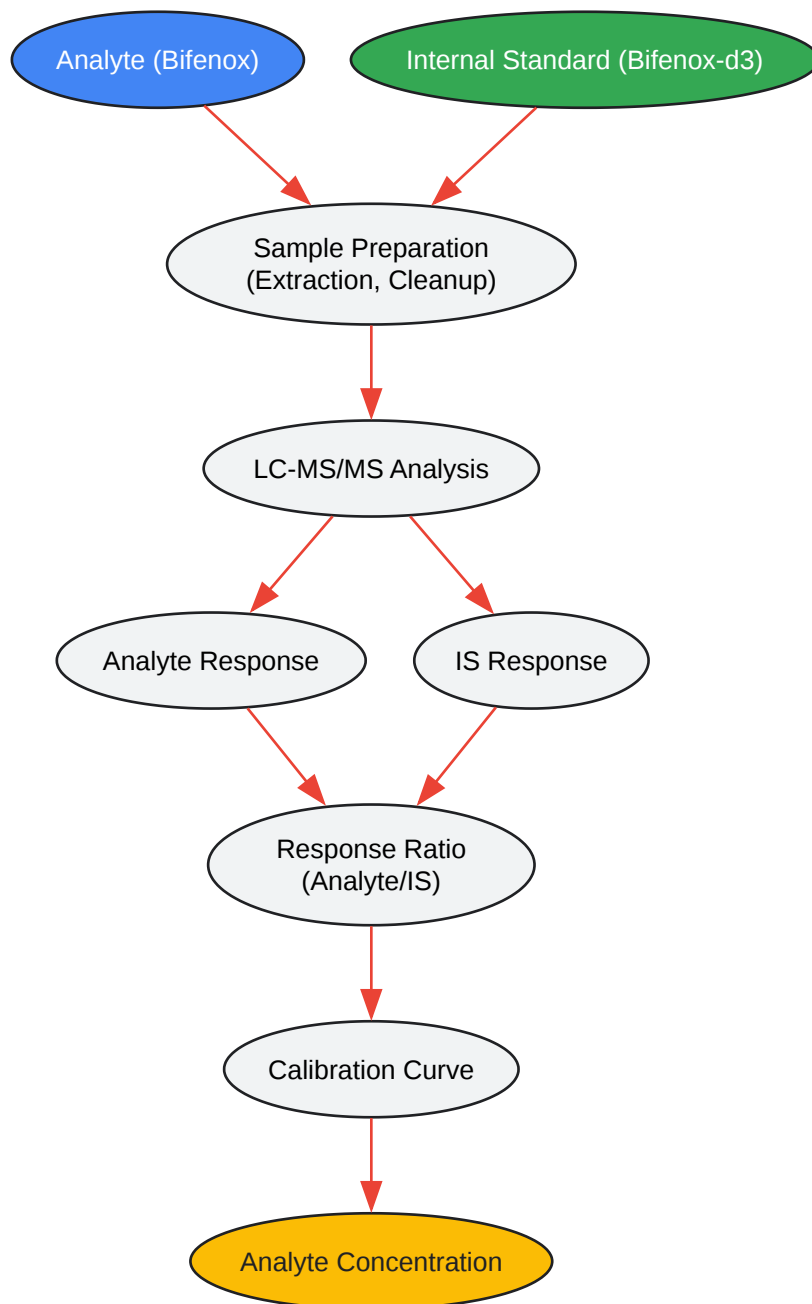 Analyte (Bifenox)
Internal Standard (Bifenox-d3)
Sample Preparation
(Extraction, Cleanup)
LC-MS/MS Analysis
Analyte Response
IS Response
Response Ratio
(Analyte/IS)
Calibration Curve
Analyte Concentration